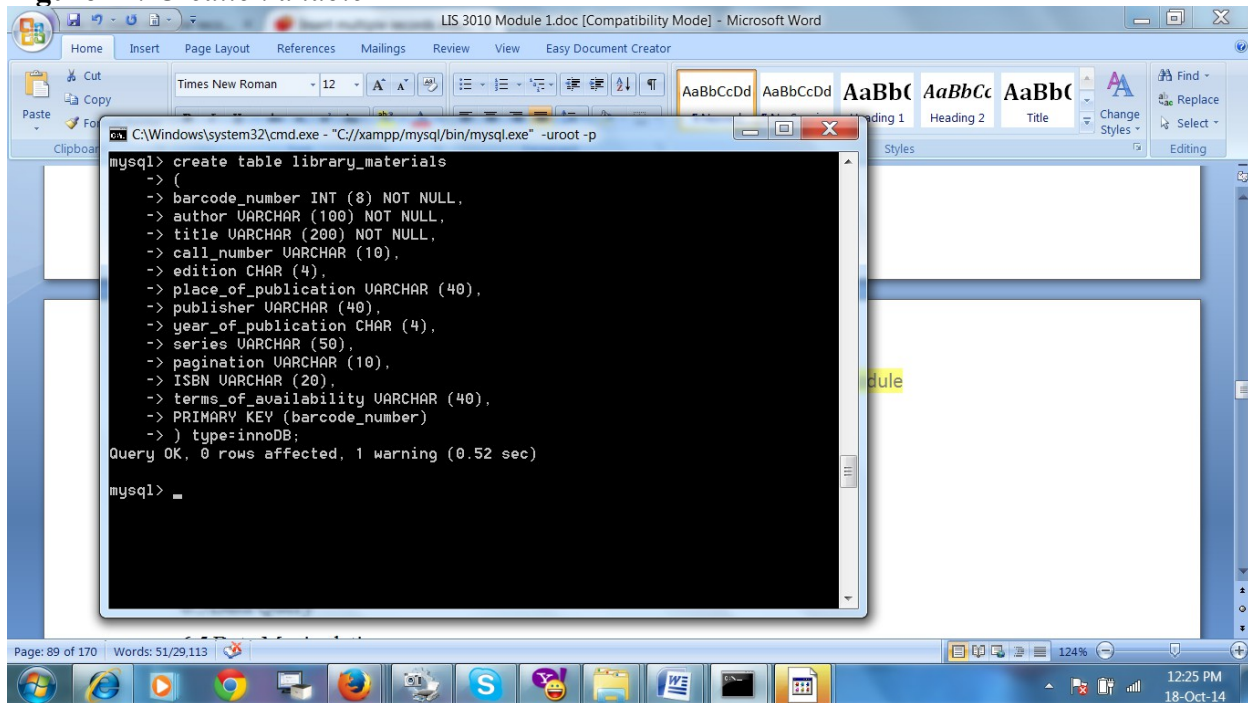 LIS 3010 Module 1.doc [Compatibility Mode] - Microsoft Word
Home Insert Page Layout References Mailings Review View Easy Document Creator
Paste
Cut
Copy
Clipboar
Times New Roman 12
AaBbCcDd AaBbCcDd AaBb( AaBbCc AaBb(
ading 1 Heading 2 Title
Change Styles
Styles
Find
Replace
Select
Editing
C:\Windows\system32\cmd.exe - "C://xampp/mysql/bin/mysql.exe" -uroot -p
mysql> create table library_materials
-> (
-> barcode_number INT (8) NOT NULL,
-> author VARCHAR (100) NOT NULL,
-> title VARCHAR (200) NOT NULL,
-> call_number VARCHAR (10),
-> edition CHAR (4),
-> place_of_publication VARCHAR (40),
-> publisher VARCHAR (40),
-> year_of_publication CHAR (4),
-> series VARCHAR (50),
-> pagination VARCHAR (10),
-> ISBN VARCHAR (20),
-> terms_of_availability VARCHAR (40),
-> PRIMARY KEY (barcode_number)
-> ) type=innoDB;
Query OK, 0 rows affected, 1 warning (0.52 sec)
mysql> _
dule
Page: 89 of 170 Words: 51/29,113
124%
12:25 PM
18-Oct-14